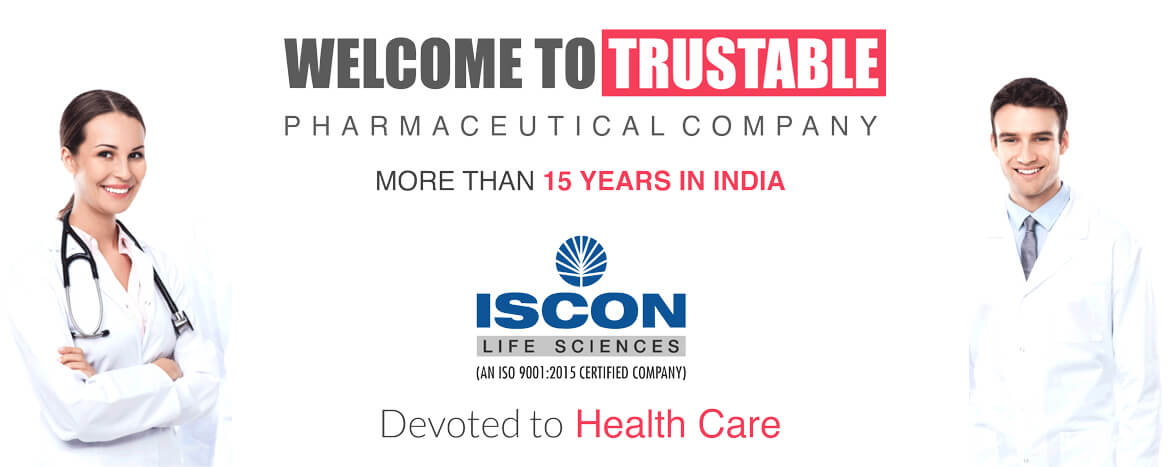 WELCOME TO TRUSTABLE
PHARMACEUTICAL COMPANY
MORE THAN 15 YEARS IN INDIA
ISCON
LIFE SCIENCES
(AN ISO 9001:2015 CERTIFIED COMPANY)
Devoted to Health Care